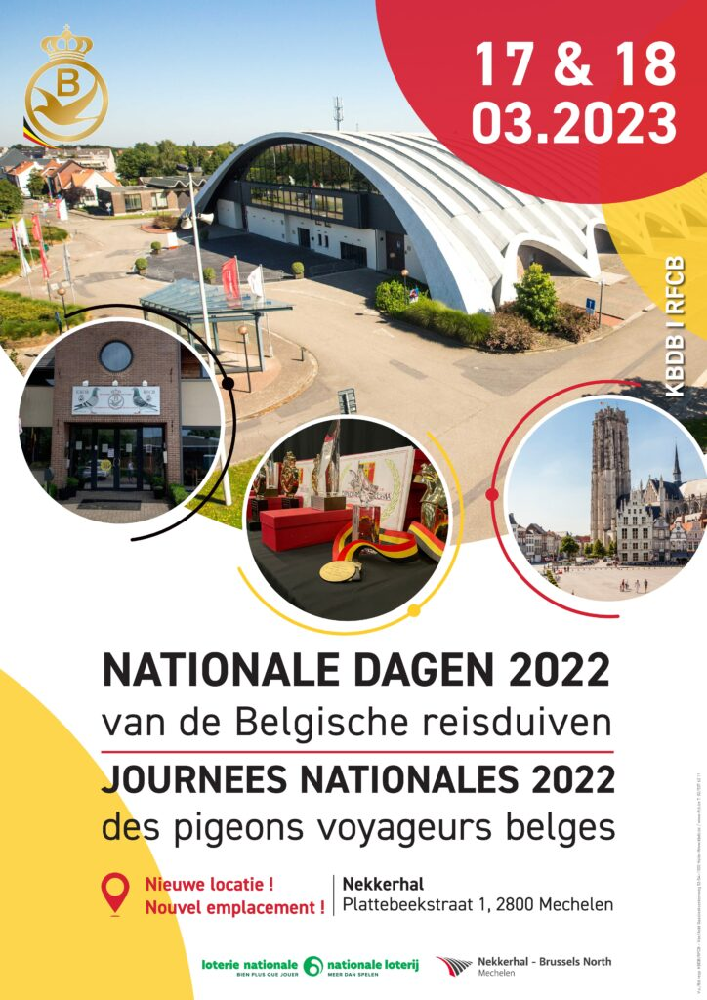 B
17 & 18
03.2023
KBDB I RFCB
KBDB
RFCB
NATIONALE DAGEN 2022
van de Belgische reisduiven
JOURNEES NATIONALES 2022
des pigeons voyageurs belges
Nieuwe locatie !
Nouvel emplacement !
Nekkerhal
Plattebeekstraat 1, 2800 Mechelen
loterie nationale
BIEN PLUS QUE JOUER
nationale loterij
MEER DAN SPELEN
Nekkerhal - Brussels North
Mechelen